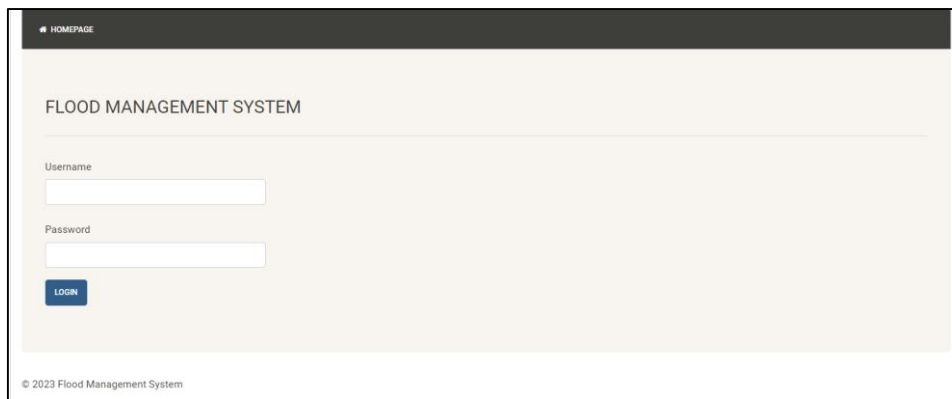 HOMEPAGE
FLOOD MANAGEMENT SYSTEM
Username
Password
LOGIN
© 2023 Flood Management System